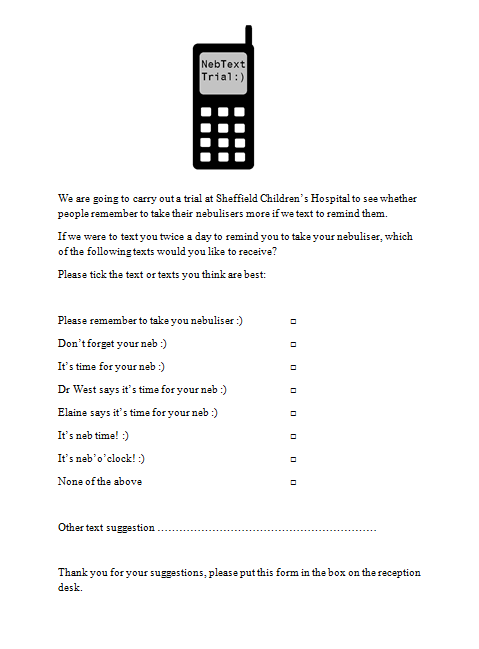 NebText
Trial:)
We are going to carry out a trial at Sheffield Children's Hospital to see whether
people remember to take their nebulisers more if we text to remind them.
If we were to text you twice a day to remind you to take your nebuliser, which
of the following texts would you like to receive?
Please tick the text or texts you think are best:
Please remember to take you nebuliser :) □
Don't forget your neb :) □
It's time for your neb :) □
Dr West says it's time for your neb :) □
Elaine says it's time for your neb :) □
It's neb time! :) □
It's neb'o'clock! :) □
None of the above □
Other text suggestion ……………………………………………………
Thank you for your suggestions, please put this form in the box on the reception
desk.